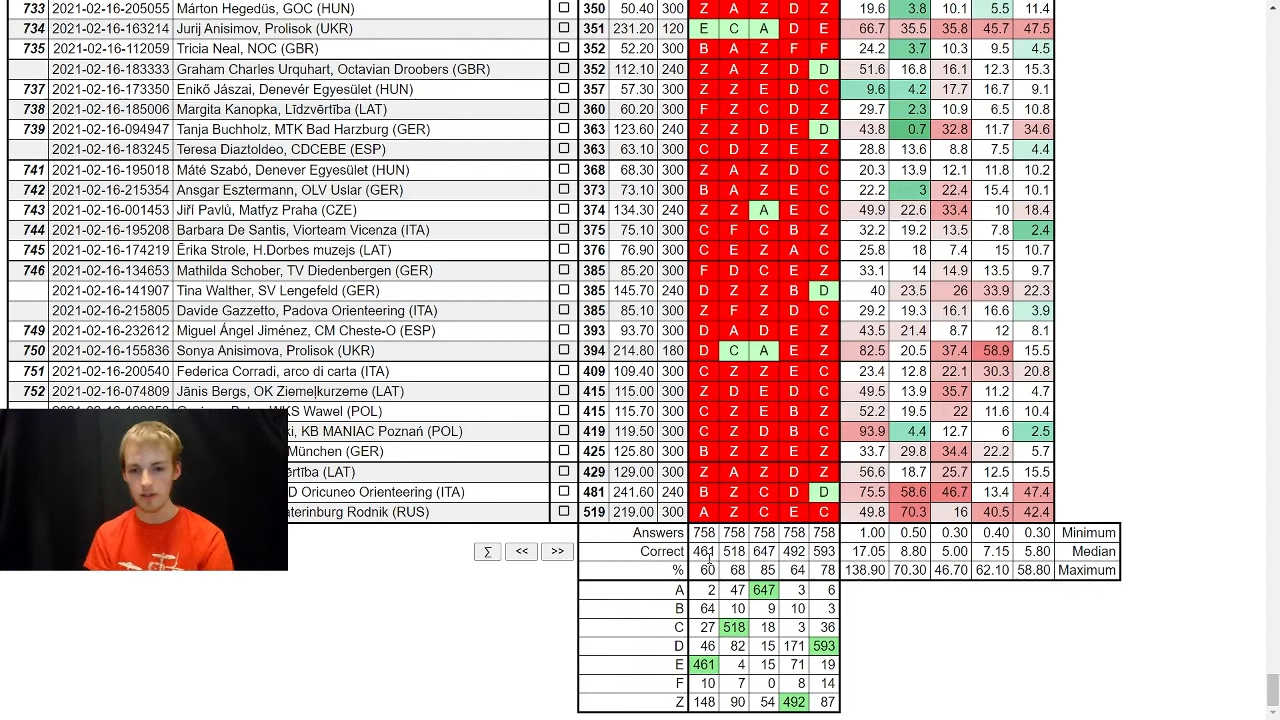 733 2021-02-16-205055 Márton Hegedüs, GOC (HUN) 350 50.40 300 Z A Z D Z 19.6 3.8 10.1 5.5 11.4
734 2021-02-16-163214 Jurij Anisimov, Prolisok (UKR) 351 231.20 120 E C A D E 66.7 35.5 35.8 45.7 47.5
735 2021-02-16-112059 Tricia Neal, NOC (GBR) 352 52.20 300 B A Z F F 24.2 3.7 10.3 9.5 4.5
2021-02-16-183333 Graham Charles Urquhart, Octavian Droobers (GBR) 352 112.10 240 Z A Z D D 51.6 16.8 16.1 12.3 15.3
737 2021-02-16-173350 Enikő Jászai, Denevér Egyesület (HUN) 357 57.30 300 Z Z E D C 9.6 4.2 17.7 16.7 9.1
738 2021-02-16-185006 Margita Kanopka, Līdzvērtība (LAT) 360 60.20 300 F Z C D Z 29.7 2.3 10.9 6.5 10.8
739 2021-02-16-094947 Tanja Buchholz, MTK Bad Harzburg (GER) 363 123.60 240 Z Z D E D 43.8 0.7 32.8 11.7 34.6
2021-02-16-183245 Teresa Diaztoledo, CDCEBE (ESP) 363 63.10 300 C D Z E Z 28.8 13.6 8.8 7.5 4.4
741 2021-02-16-195018 Máté Szabó, Denever Egyesület (HUN) 368 68.30 300 Z A Z D C 20.3 13.9 12.1 11.8 10.2
742 2021-02-16-215354 Ansgar Esztermann, OLV Uslar (GER) 373 73.10 300 B A Z E C 22.2 3 22.4 15.4 10.1
743 2021-02-16-001453 Jiří Pavlů, Matfyz Praha (CZE) 374 134.30 240 Z Z A E C 49.9 22.6 33.4 10 18.4
744 2021-02-16-195208 Barbara De Santis, Viorteam Vicenza (ITA) 375 75.10 300 C F C B Z 32.2 19.2 13.5 7.8 2.4
745 2021-02-16-174219 Ērika Strole, H.Dorbes muzejs (LAT) 376 76.90 300 C E Z A C 25.8 18 7.4 15 10.7
746 2021-02-16-134653 Mathilda Schober, TV Diedenbergen (GER) 385 85.20 300 F D C E Z 33.1 14 14.9 13.5 9.7
2021-02-16-141907 Tina Walther, SV Lengefeld (GER) 385 145.70 240 D Z Z B D 40 23.5 26 33.9 22.3
2021-02-16-215805 Davide Gazzetto, Padova Orienteering (ITA) 385 85.10 300 Z F Z D C 29.2 19.3 16.1 16.6 3.9
749 2021-02-16-232612 Miguel Ángel Jiménez, CM Cheste-O (ESP) 393 93.70 300 D A D E Z 43.5 21.4 8.7 12 8.1
750 2021-02-16-155836 Sonya Anisimova, Prolisok (UKR) 394 214.80 180 D C A E Z 82.5 20.5 37.4 58.9 15.5
751 2021-02-16-200540 Federica Corradi, arco di carta (ITA) 409 109.40 300 C Z Z E C 23.4 12.8 22.1 30.3 20.8
752 2021-02-16-074809 Jānis Bergs, OK Ziemeļkurzeme (LAT) 415 115.00 300 Z D E D C 49.5 13.9 35.7 11.2 4.7
WKS Wawel (POL) 415 115.70 300 C Z E B Z 52.2 19.5 22 11.6 10.4
ki, KB MANIAC Poznań (POL) 419 119.50 300 C Z D B C 93.9 4.4 12.7 6 2.5
München (GER) 425 125.80 300 B Z Z E Z 33.7 29.8 34.4 22.2 5.7
ērtība (LAT) 429 129.00 300 Z A Z D Z 56.6 18.7 25.7 12.5 15.5
D Oricuneo Orienteering (ITA) 481 241.60 240 B Z C D D 75.5 58.6 46.7 13.4 47.4
aterinburg Rodnik (RUS) 519 219.00 300 A Z C E C 49.8 70.3 16 40.5 42.4
Answers 758 758 758 758 758 1.00 0.50 0.30 0.40 0.30 Minimum
∑ << >> Correct 461 518 647 492 593 17.05 8.80 5.00 7.15 5.80 Median
% 60 68 85 64 78 138.90 70.30 46.70 62.10 58.80 Maximum
A 2 47 647 3 6
B 64 10 9 10 3
C 27 518 18 3 36
D 46 82 15 171 593
E 461 4 15 71 19
F 10 7 0 8 14
Z 148 90 54 492 87